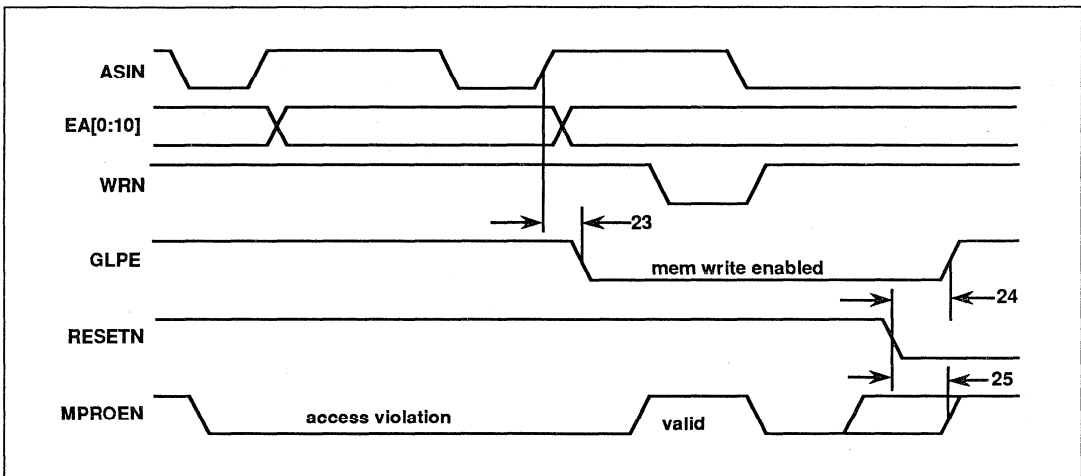 ASIN
EA[0:10]
WRN
23
GLPE
mem write enabled
24
RESETN
25
MPROEN
access violation
valid